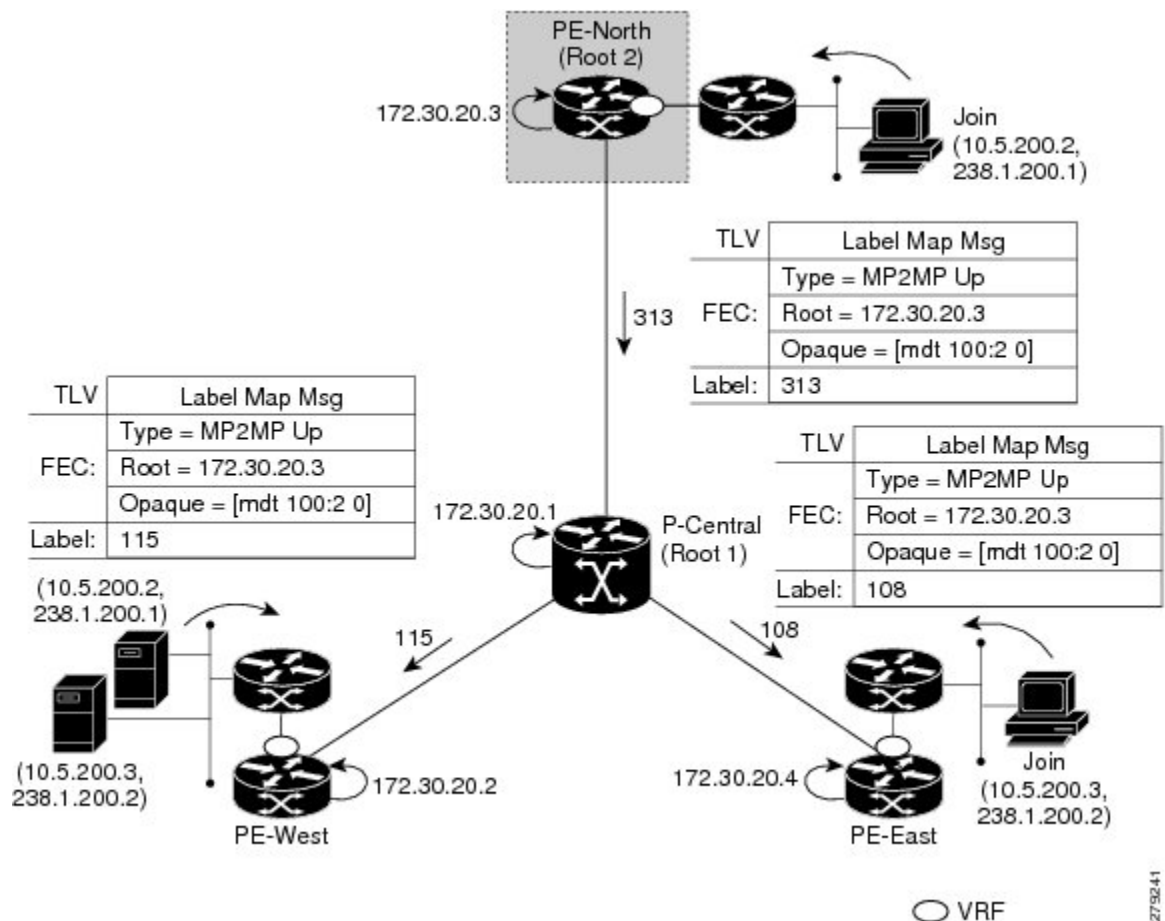 PE-North
(Root 2)
172.30.20.3
Join
(10.5.200.2,
238.1.200.1)
TLV
Label Map Msg
FEC:
Type = MP2MP Up
Root = 172.30.20.3
Opaque = [mdt 100:2 0]
Label:
313
313
TLV
Label Map Msg
FEC:
Type = MP2MP Up
Root = 172.30.20.3
Opaque = [mdt 100:2 0]
Label:
115
TLV
Label Map Msg
FEC:
Type = MP2MP Up
Root = 172.30.20.3
Opaque = [mdt 100:2 0]
Label:
108
172.30.20.1
P-Central
(Root 1)
(10.5.200.2,
238.1.200.1)
115
108
(10.5.200.3,
238.1.200.2)
172.30.20.2
PE-West
172.30.20.4
PE-East
Join
(10.5.200.3,
238.1.200.2)
VRF
279241